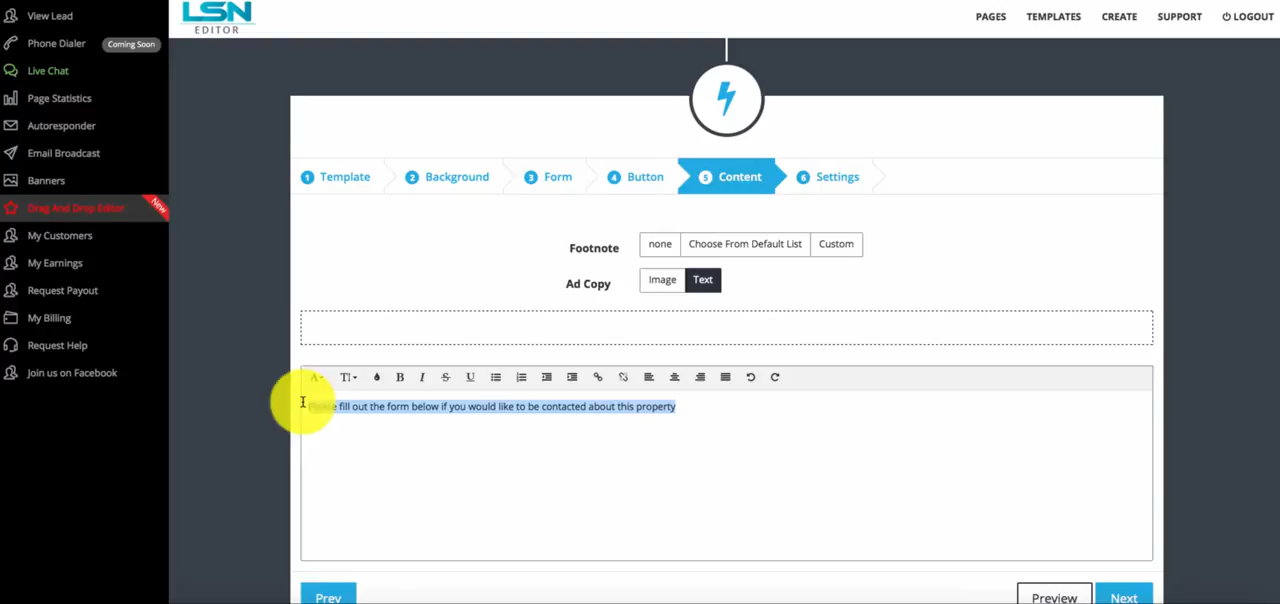 View Lead
Phone Dialer Coming Soon
Live Chat
Page Statistics
Autoresponder
Email Broadcast
Banners
Drag And Drop Editor New
My Customers
My Earnings
Request Payout
My Billing
Request Help
Join us on Facebook
LSN
EDITOR
PAGES TEMPLATES CREATE SUPPORT LOGOUT
1 Template 2 Background 3 Form 4 Button 5 Content 6 Settings
Footnote none Choose From Default List Custom
Ad Copy Image Text
A TI B I S U
Please fill out the form below if you would like to be contacted about this property
Prev Preview Next